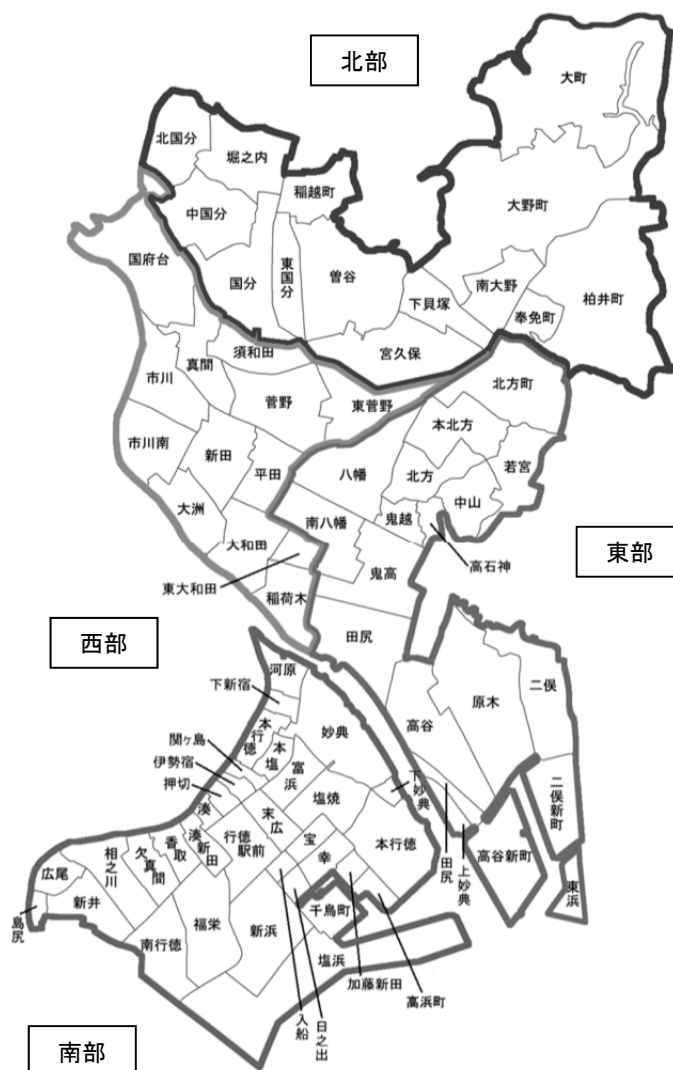 北部
大町
北国分
堀之内
稲越町
大野町
中国分
国府台
国分
東国分
曽谷
南大野
柏井町
下貝塚
奉免町
宮久保
須和田
真間
市川
菅野
東菅野
北方町
本北方
市川南
新田
平田
八幡
北方
若宮
中山
大洲
南八幡
鬼越
高石神
東部
大和田
鬼高
東大和田
稲荷木
田尻
西部
河原
下新宿
二俣
原木
高谷
本行徳
妙典
関ヶ島
本塩
伊勢宿
富浜
押切
塩焼
下妙典
二俣新町
湊
末広
相之川
欠真間
香取
湊新田
行徳駅前
宝
本行徳
幸
田尻
上妙典
高谷新町
東浜
広尾
新井
島尻
千鳥町
福栄
新浜
南行徳
塩浜
加藤新田
高浜町
入船
日之出
南部